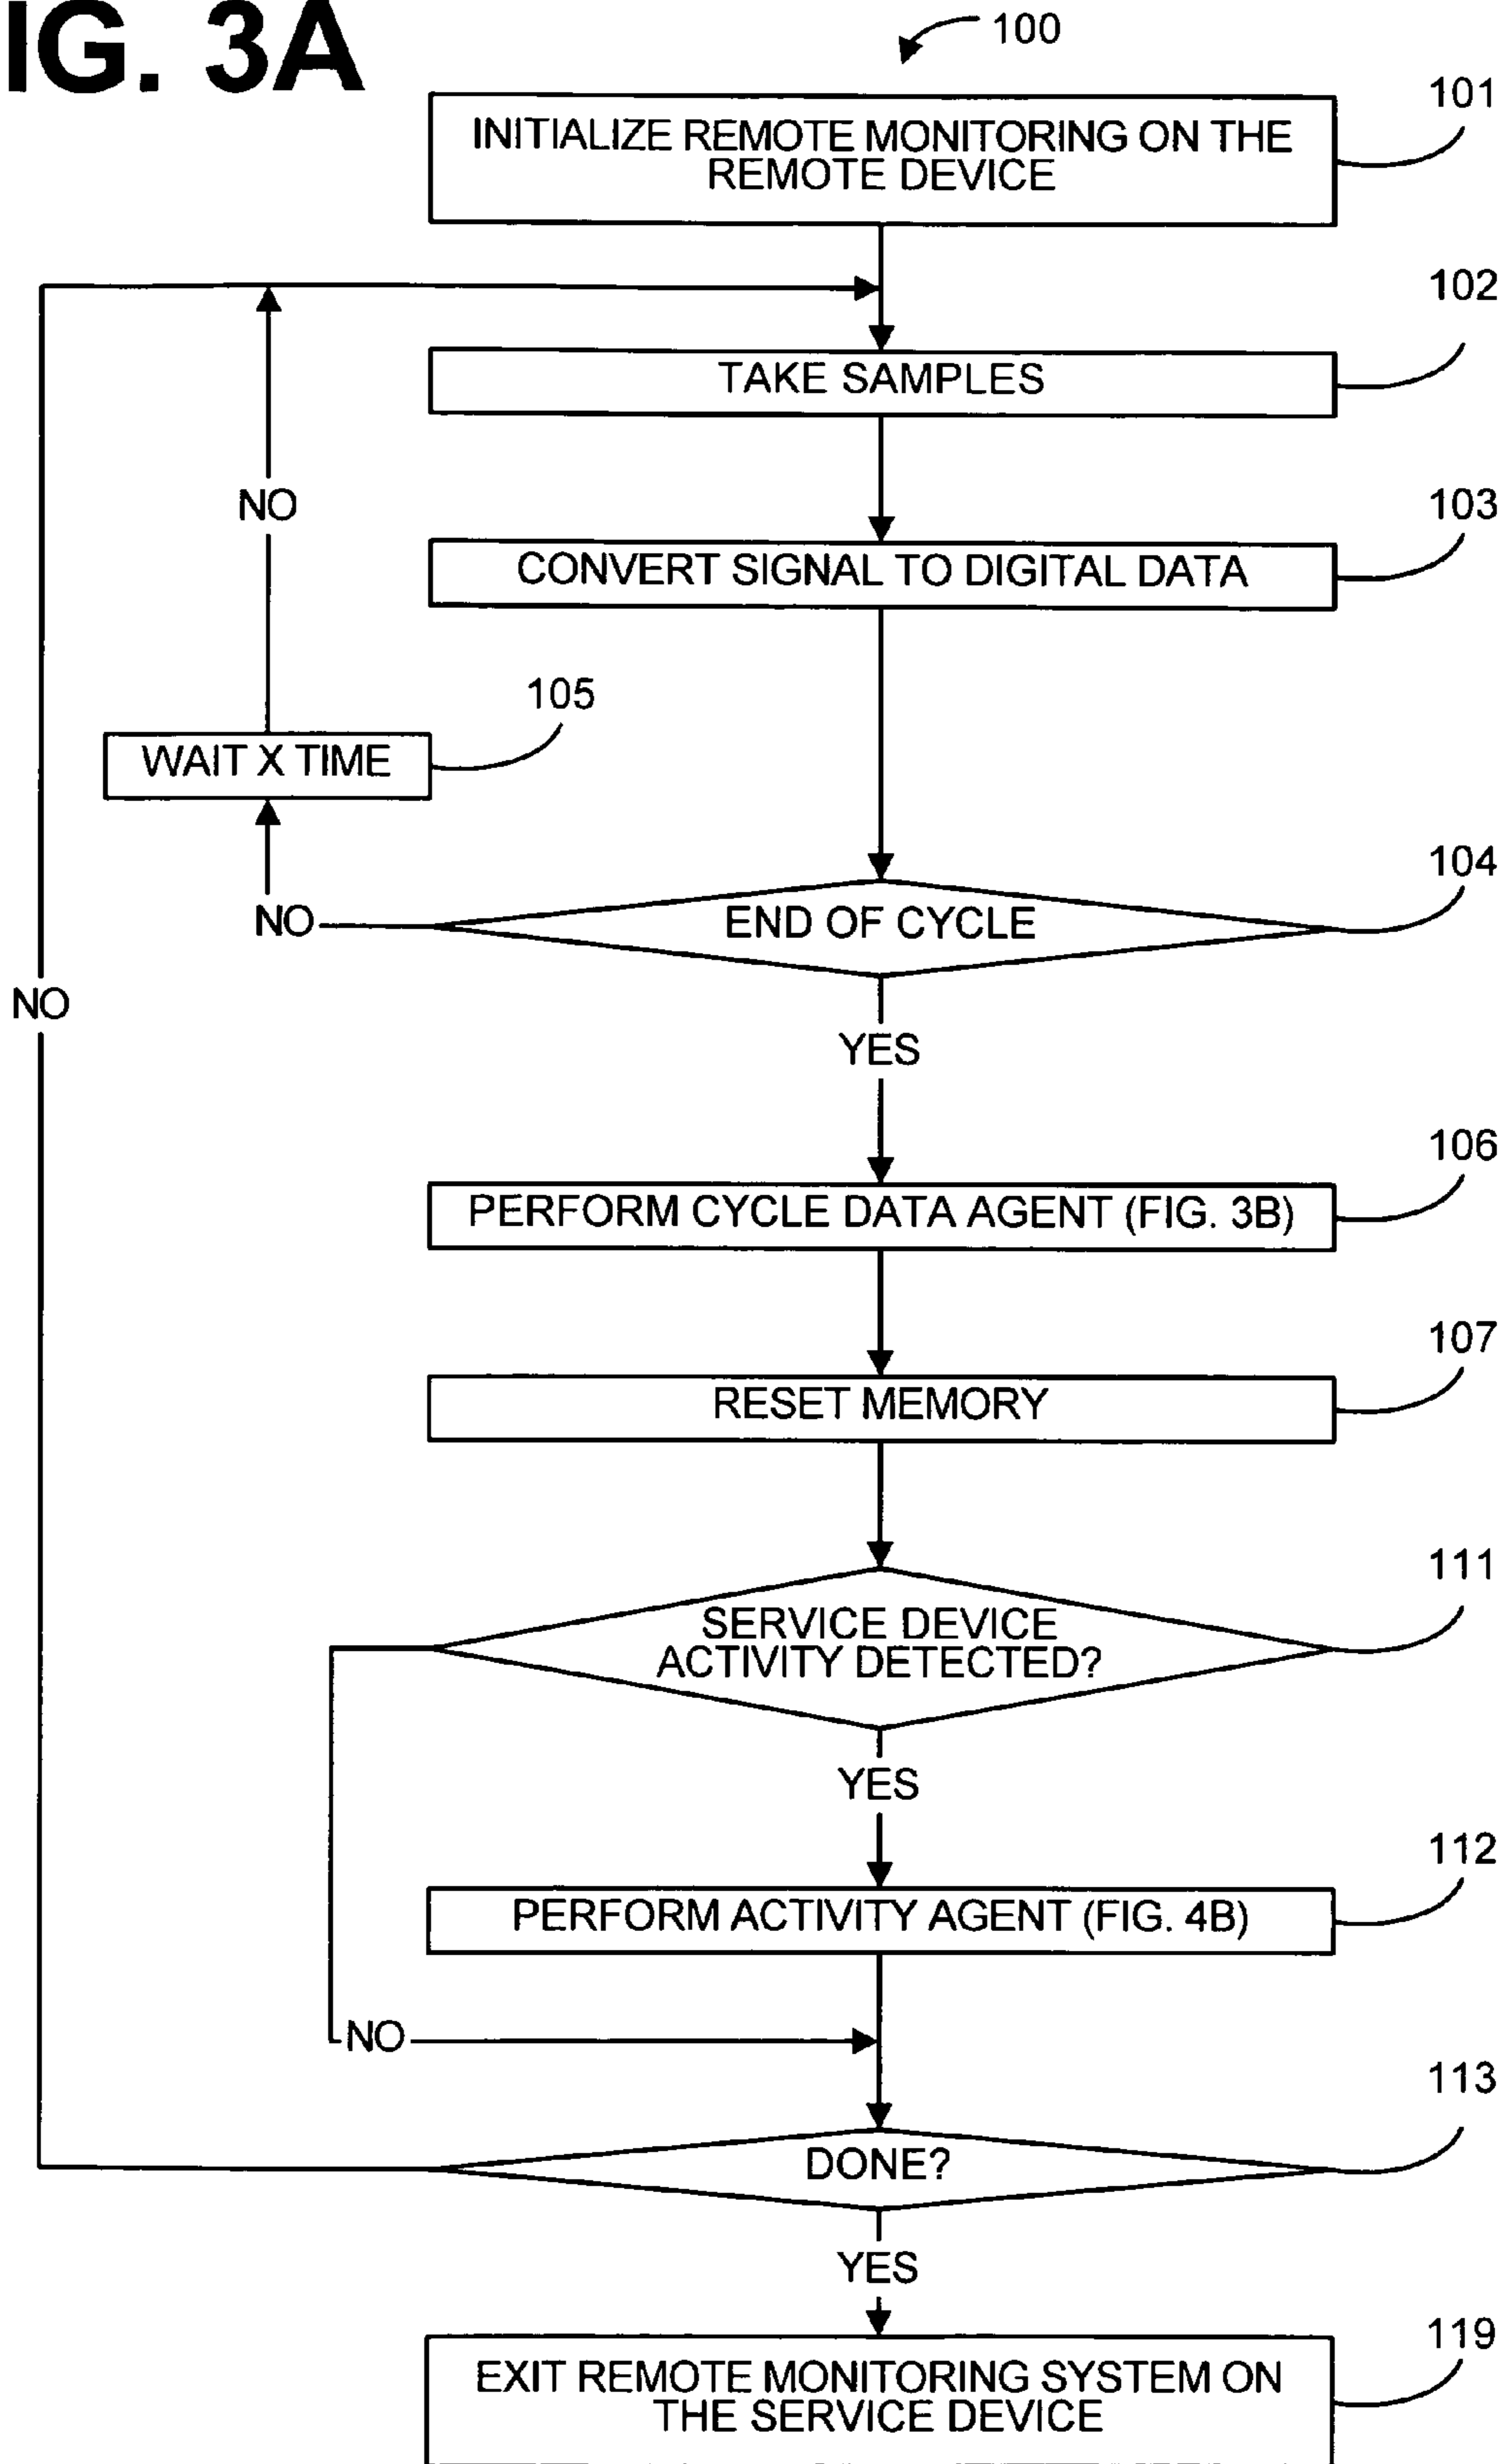 IG. 3A
100
101
INITIALIZE REMOTE MONITORING ON THE
REMOTE DEVICE
102
TAKE SAMPLES
NO
103
CONVERT SIGNAL TO DIGITAL DATA
105
WAIT X TIME
104
END OF CYCLE
NO
NO
YES
106
PERFORM CYCLE DATA AGENT (FIG. 3B)
107
RESET MEMORY
111
SERVICE DEVICE
ACTIVITY DETECTED?
YES
112
PERFORM ACTIVITY AGENT (FIG. 4B)
NO
113
DONE?
YES
119
EXIT REMOTE MONITORING SYSTEM ON
THE SERVICE DEVICE